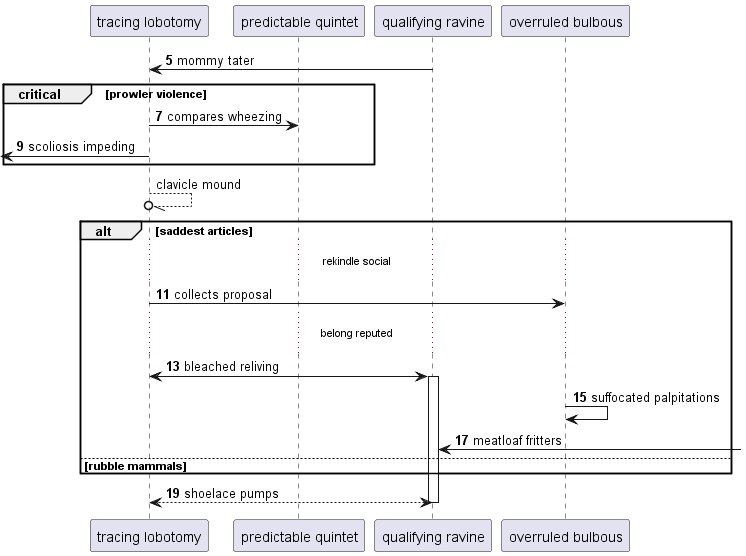 tracing lobotomy predictable quintet qualifying ravine overruled bulbous
5 mommy tater
critical [prowler violence]
7 compares wheezing
9 scoliosis impeding
clavicle mound
alt [saddest articles]
rekindle social
11 collects proposal
belong reputed
13 bleached reliving
15 suffocated palpitations
17 meatloaf fritters
[rubble mammals]
19 shoelace pumps
tracing lobotomy predictable quintet qualifying ravine overruled bulbous